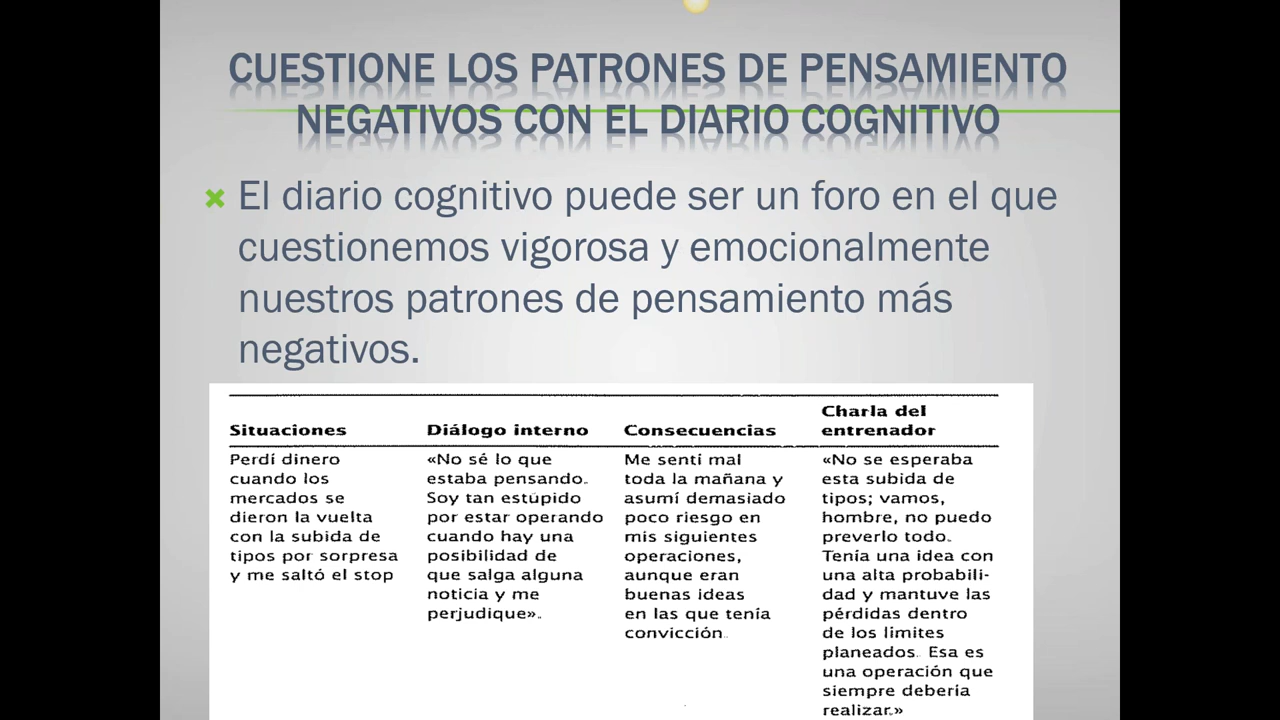 CUESTIONE LOS PATRONES DE PENSAMIENTO
NEGATIVOS CON EL DIARIO COGNITIVO
El diario cognitivo puede ser un foro en el que
cuestionemos vigorosa y emocionalmente
nuestros patrones de pensamiento más
negativos.
Situaciones
Perdí dinero
cuando los
mercados se
dieron la vuelta
con la subida de
tipos por sorpresa
y me saltó el stop
Diálogo interno
«No sé lo que
estaba pensando.
Soy tan estúpido
por estar operando
cuando hay una
posibilidad de
que salga alguna
noticia y me
perjudique».
Consecuencias
Me sentí mal
toda la mañana y
asumí demasiado
poco riesgo en
mis siguientes
operaciones,
aunque eran
buenas ideas
en las que tenía
convicción.
Charla del
entrenador
«No se esperaba
esta subida de
tipos; vamos,
hombre, no puedo
preverlo todo.
Tenía una idea con
una alta probabili-
dad y mantuve las
pérdidas dentro
de los límites
planeados. Esa es
una operación que
siempre debería
realizar.»